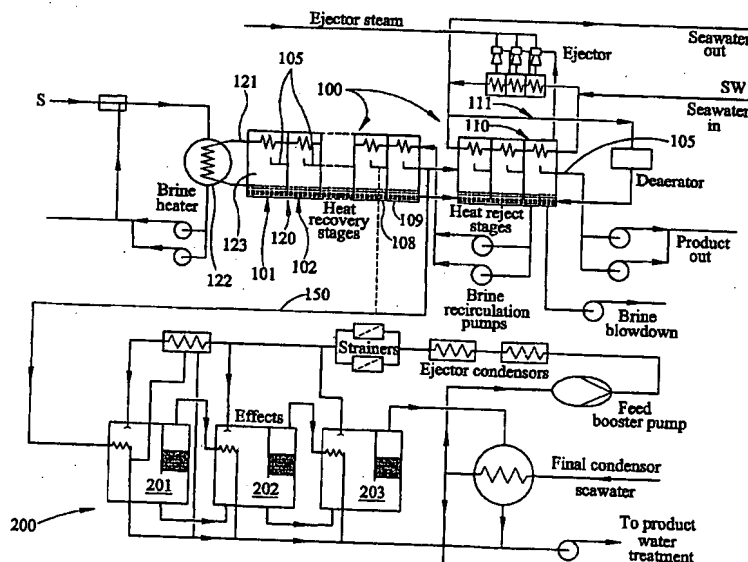 Ejector steam
Seawater
out
Ejector
SW
Seawater
in
S
121
105
100
111
110
105
Deaerator
Brine
heater
123
122
101
120
102
Heat
recovery
stages
108
109
Heat reject
stages
Product
out
150
Brine
recirculation
pumps
Brine
blowdown
Strainers
Ejector condensors
Feed
booster pump
Effects
201
202
203
Final condensor
scawater
200
To product
water
treatment